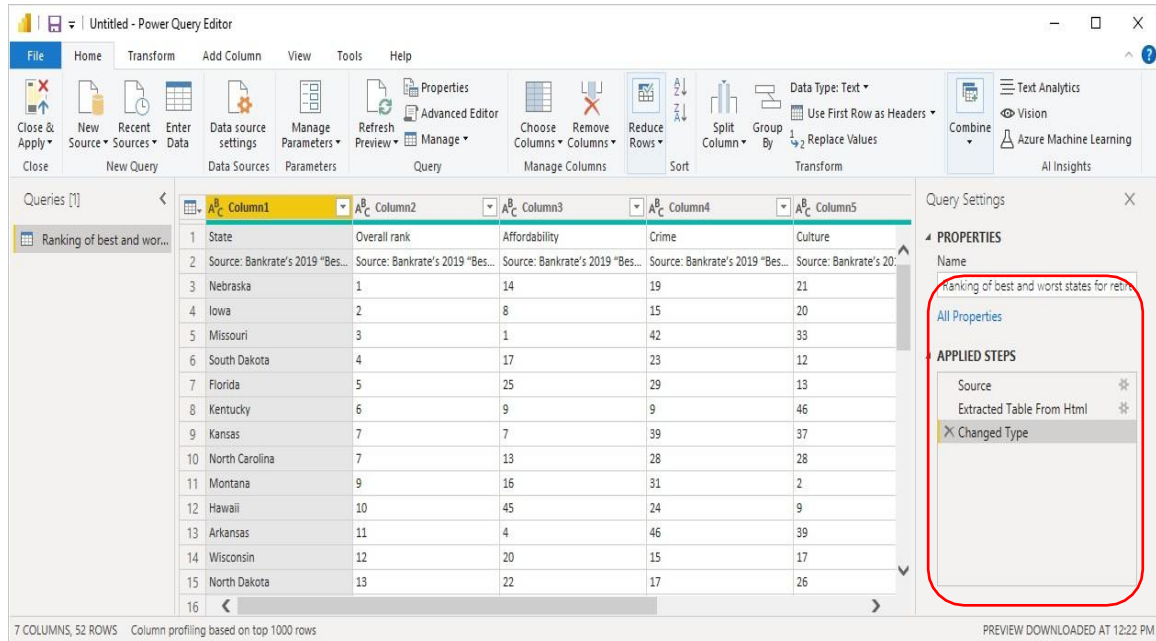 Untitled - Power Query Editor
File Home Transform Add Column View Tools Help
Close & Apply
New Source
Recent Sources
Enter Data
Data source settings
Manage Parameters
Refresh Preview
Properties
Advanced Editor
Manage
Choose Columns
Remove Columns
Reduce Rows
Split Column
Group By
Data Type: Text
Use First Row as Headers
Replace Values
Combine
Text Analytics
Vision
Azure Machine Learning
Close New Query Data Sources Parameters Query Manage Columns Sort Transform AI Insights
Queries [1]
Ranking of best and wor...
Column1 Column2 Column3 Column4 Column5
1 State Overall rank Affordability Crime Culture
2 Source: Bankrate's 2019 "Bes... Source: Bankrate's 2019 "Bes... Source: Bankrate's 2019 "Bes... Source: Bankrate's 2019 "Bes... Source: Bankrate's 20
3 Nebraska 1 14 19 21
4 Iowa 2 8 15 20
5 Missouri 3 1 42 33
6 South Dakota 4 17 23 12
7 Florida 5 25 29 13
8 Kentucky 6 9 9 46
9 Kansas 7 7 39 37
10 North Carolina 7 13 28 28
11 Montana 9 16 31 2
12 Hawaii 10 45 24 9
13 Arkansas 11 4 46 39
14 Wisconsin 12 20 15 17
15 North Dakota 13 22 17 26
16
Query Settings
PROPERTIES
Name
Ranking of best and worst states for retire
All Properties
APPLIED STEPS
Source
Extracted Table From Html
Changed Type
7 COLUMNS, 52 ROWS Column profiling based on top 1000 rows
PREVIEW DOWNLOADED AT 12:22 PM